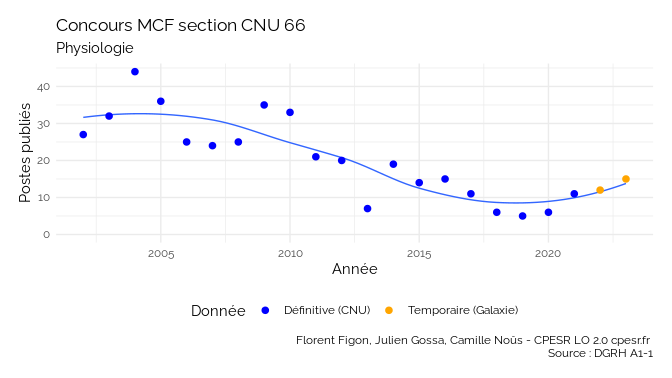 Concours MCF section CNU 66
Physiologie
Postes publiés
40
30
20
10
0
2005 2010 2015 2020
Année
Donnée Définitive (CNU) Temporaire (Galaxie)
Florent Figon, Julien Gossa, Camille Noûs - CPESR LO 2.0 cpesr.fr
Source : DGRH A1-1